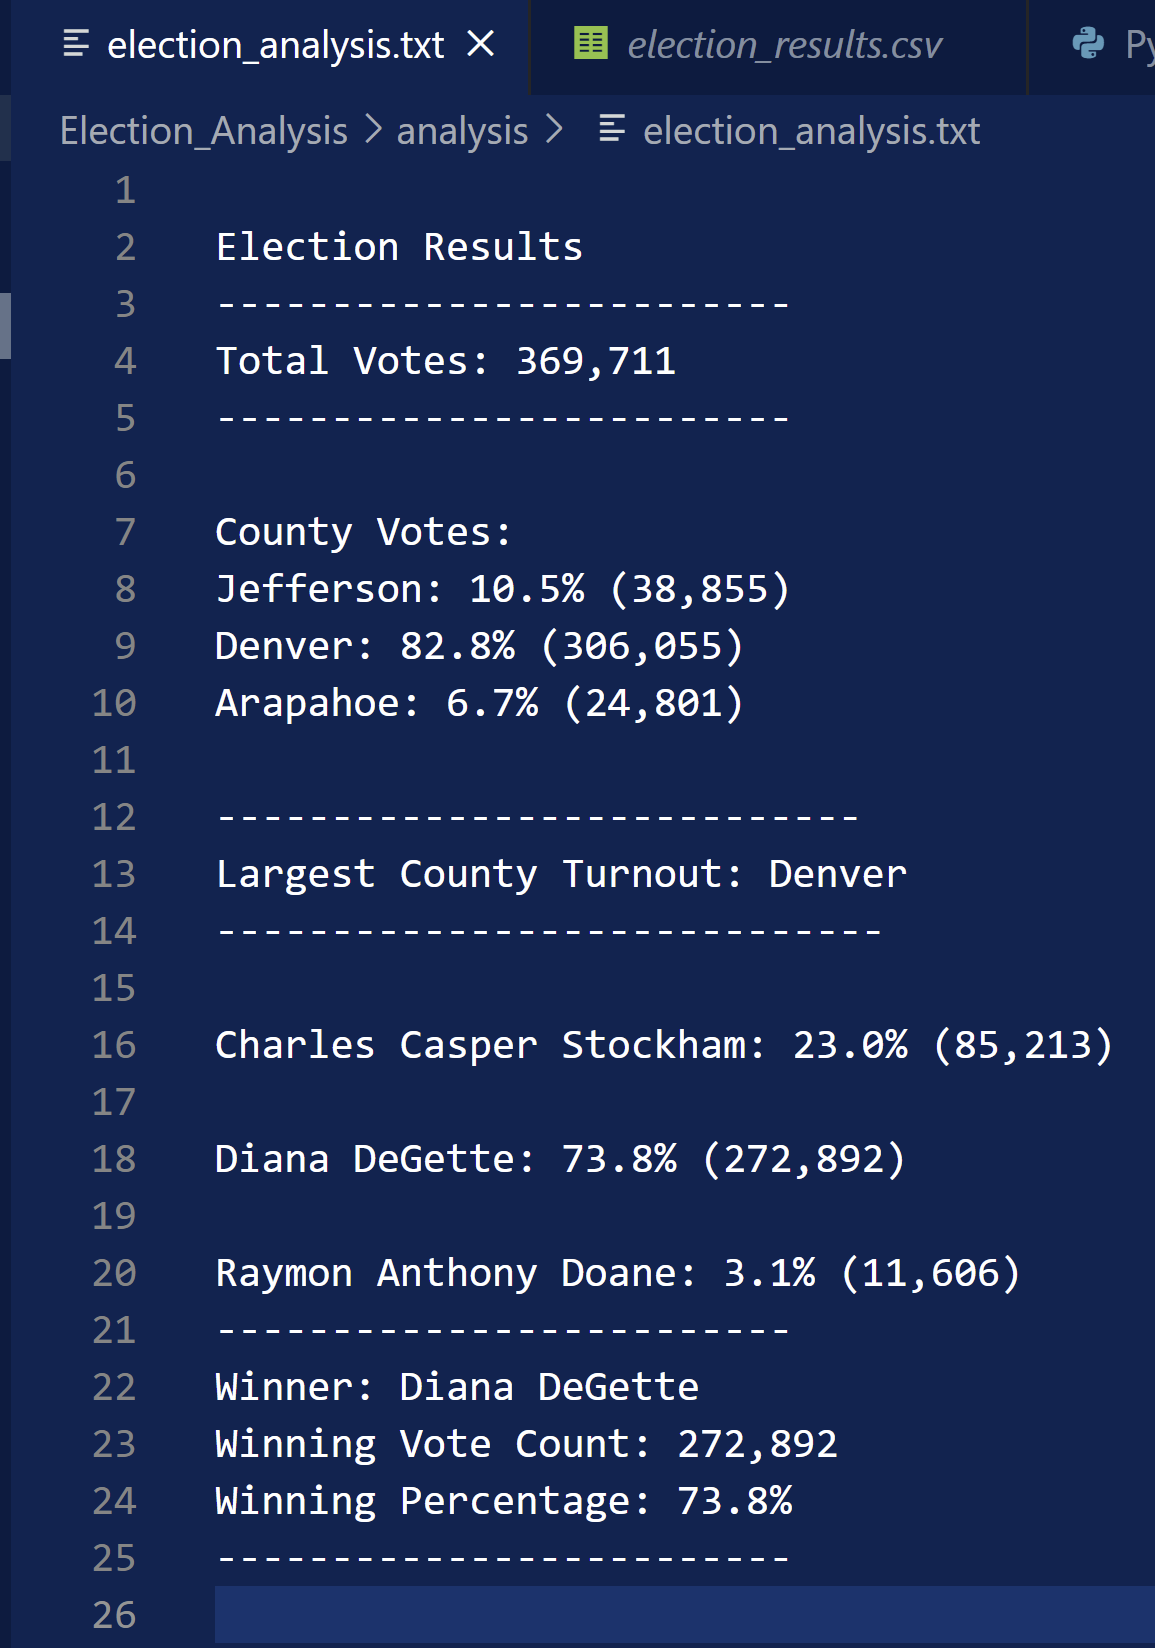 election_analysis.txt election_results.csv Py
Election_Analysis > analysis > election_analysis.txt
1
2 Election Results
3 -------------------------
4 Total Votes: 369,711
5 -------------------------
6
7 County Votes:
8 Jefferson: 10.5% (38,855)
9 Denver: 82.8% (306,055)
10 Arapahoe: 6.7% (24,801)
11
12 ----------------------------
13 Largest County Turnout: Denver
14 -----------------------------
15
16 Charles Casper Stockham: 23.0% (85,213)
17
18 Diana DeGette: 73.8% (272,892)
19
20 Raymon Anthony Doane: 3.1% (11,606)
21 -------------------------
22 Winner: Diana DeGette
23 Winning Vote Count: 272,892
24 Winning Percentage: 73.8%
25 -------------------------
26